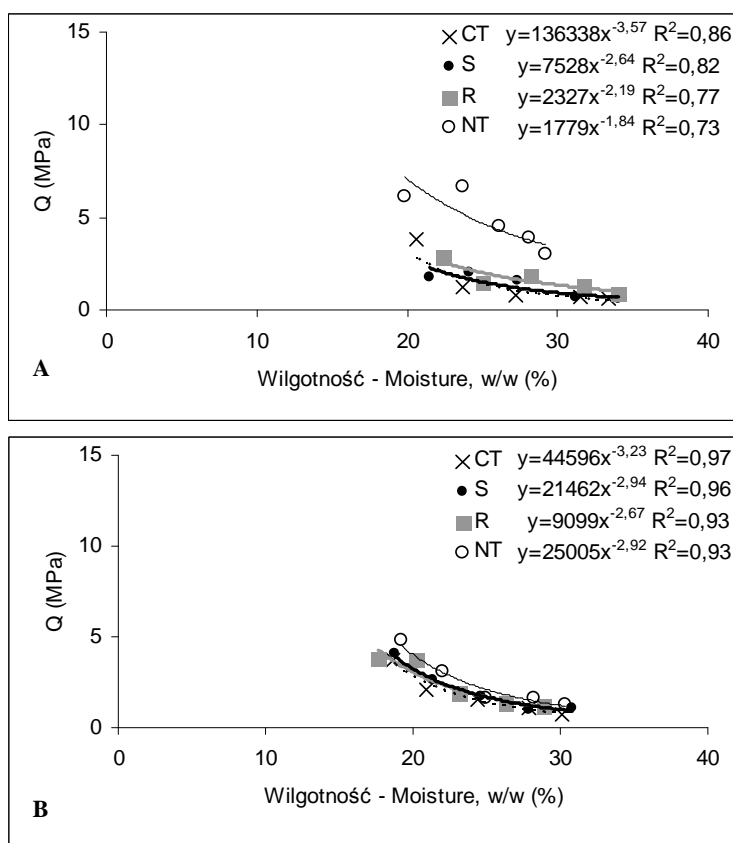 CT y=136338x^-3,57 R²=0,86
S y=7528x^-2,64 R²=0,82
R y=2327x^-2,19 R²=0,77
NT y=1779x^-1,84 R²=0,73
15
10
5
0
Q (MPa)
0 10 20 30 40
Wilgotność - Moisture, w/w (%)
A
CT y=44596x^-3,23 R²=0,97
S y=21462x^-2,94 R²=0,96
R y=9099x^-2,67 R²=0,93
NT y=25005x^-2,92 R²=0,93
15
10
5
0
Q (MPa)
0 10 20 30 40
Wilgotność - Moisture, w/w (%)
B